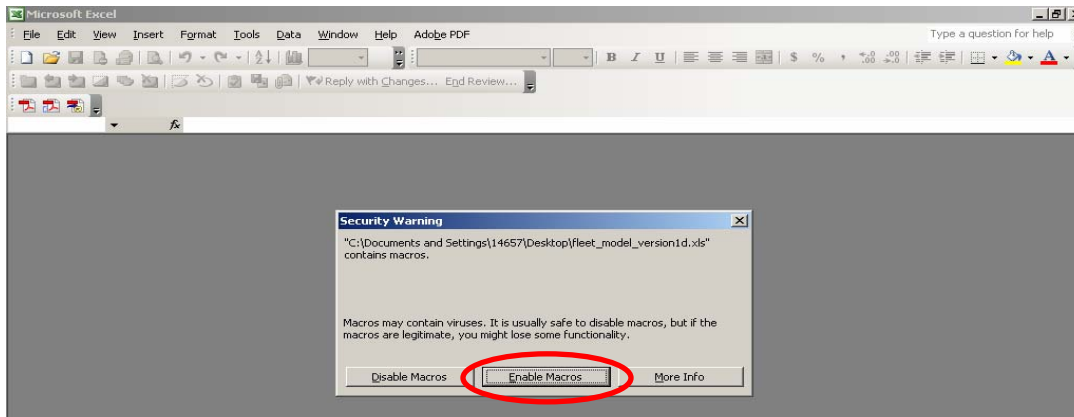 Microsoft Excel
File Edit View Insert Format Tools Data Window Help Adobe PDF Type a question for help
B I U $ % ,
Reply with Changes... End Review...
fx
Security Warning
"C:\Documents and Settings\14657\Desktop\fleet_model_version1d.xls"
contains macros.
Macros may contain viruses. It is usually safe to disable macros, but if the
macros are legitimate, you might lose some functionality.
Disable Macros Enable Macros More Info